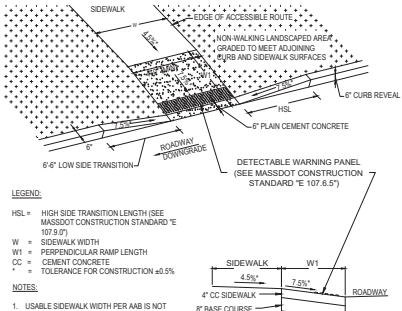 SIDEWALK
EDGE OF ACCESSIBLE ROUTE
W
4.5%*
NON-WALKING LANDSCAPED AREA
GRADED TO MEET ADJOINING
CURB AND SIDEWALK SURFACES
W1
7.5%*
6" CURB REVEAL
HSL
7.5%*
6"
6" PLAIN CEMENT CONCRETE
ROADWAY
DOWNGRADE
6'-6" LOW SIDE TRANSITION
DETECTABLE WARNING PANEL
(SEE MASSDOT CONSTRUCTION
STANDARD "E 107.6.5")
LEGEND:
HSL = HIGH SIDE TRANSITION LENGTH (SEE
MASSDOT CONSTRUCTION STANDARD "E
107.9.0")
W = SIDEWALK WIDTH
W1 = PERPENDICULAR RAMP LENGTH
CC = CEMENT CONCRETE
* = TOLERANCE FOR CONSTRUCTION ±0.5%
NOTES:
1. USABLE SIDEWALK WIDTH PER AAB IS NOT
SIDEWALK W1
4.5%* 7.5%*
ROADWAY
4" CC SIDEWALK
8" BASE COURSE